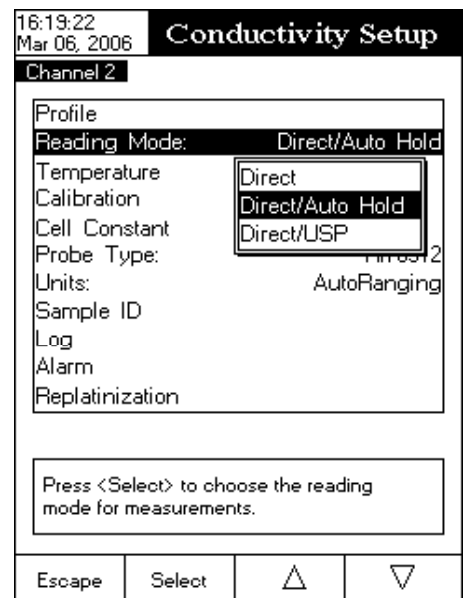 16:19:22
Mar 06, 2006
Conductivity Setup
Channel 2
Profile
Reading Mode: Direct/Auto Hold
Temperature
Direct
Calibration
Direct/Auto Hold
Cell Constant
Direct/USP
Probe Type:
Units: AutoRanging
Sample ID
Log
Alarm
Replatinization
Press <Select> to choose the reading
mode for measurements.
Escape Select △ ▽